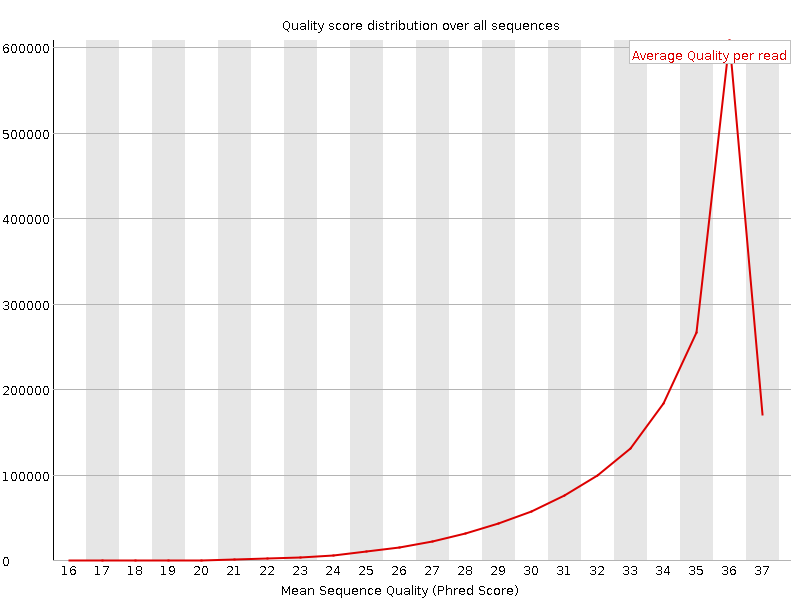 Quality score distribution over all sequences
Average Quality per read
600000
500000
400000
300000
200000
100000
0
16 17 18 19 20 21 22 23 24 25 26 27 28 29 30 31 32 33 34 35 36 37
Mean Sequence Quality (Phred Score)